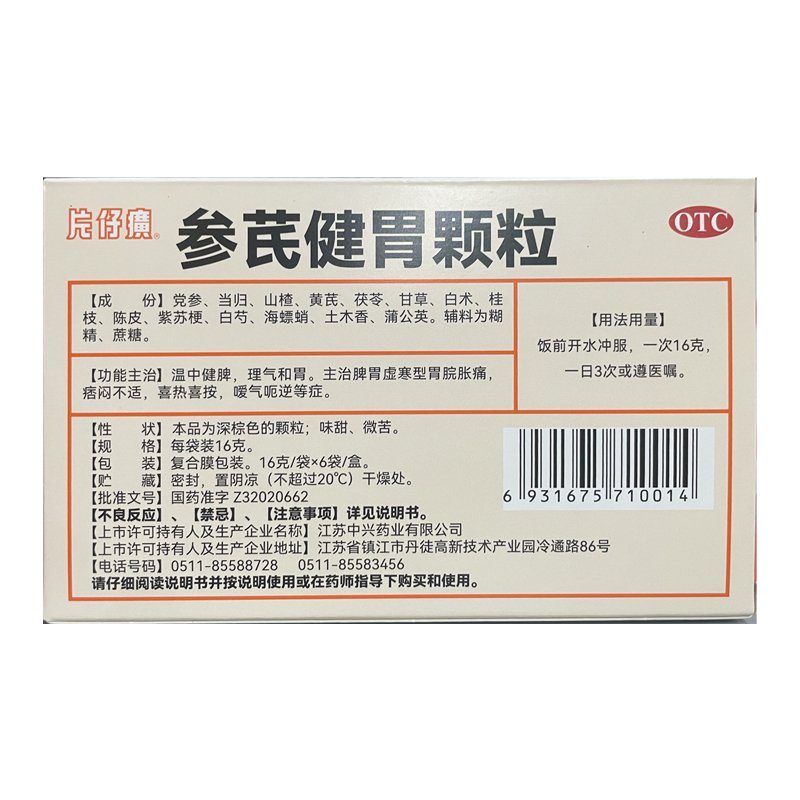 片仔癀®
参芪健胃颗粒
OTC
【成 份】党参、当归、山楂、黄芪、茯苓、甘草、白术、桂
枝、陈皮、紫苏梗、白芍、海螵蛸、土木香、蒲公英。辅料为糊
精、蔗糖。
【功能主治】温中健脾，理气和胃。主治脾胃虚寒型胃脘胀痛，
痞闷不适，喜热喜按，嗳气呃逆等症。
【用法用量】
饭前开水冲服，一次16克，
一日3次或遵医嘱。
【性 状】本品为深棕色的颗粒；味甜、微苦。
【规 格】每袋装16克。
【包 装】复合膜包装。16克/袋×6袋/盒。
【贮 藏】密封，置阴凉（不超过20℃）干燥处。
【批准文号】国药准字 Z32020662
【不良反应】、【禁忌】、【注意事项】详见说明书。
【上市许可持有人及生产企业名称】江苏中兴药业有限公司
【上市许可持有人及生产企业地址】江苏省镇江市丹徒高新技术产业园冷遹路86号
【电话号码】0511-85588728 0511-85583456
请仔细阅读说明书并按说明使用或在药师指导下购买和使用。
6 931675 710014